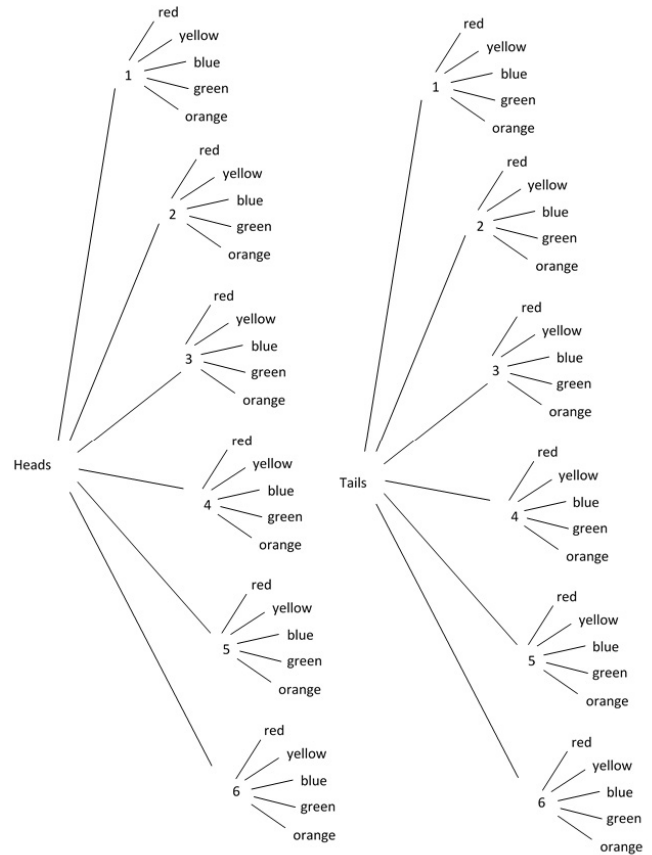 Heads
1
red
yellow
blue
green
orange
2
red
yellow
blue
green
orange
3
red
yellow
blue
green
orange
4
red
yellow
blue
green
orange
5
red
yellow
blue
green
orange
6
red
yellow
blue
green
orange
Tails
1
red
yellow
blue
green
orange
2
red
yellow
blue
green
orange
3
red
yellow
blue
green
orange
4
red
yellow
blue
green
orange
5
red
yellow
blue
green
orange
6
red
yellow
blue
green
orange